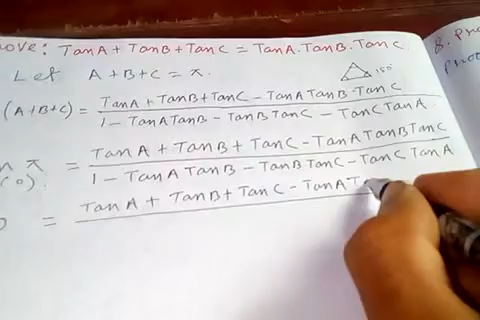 ove: TanA + TanB + TanC = TanA.TanB.TanC
Let A+B+C = π.
180°
(A+B+C) = TanA + TanB + TanC - TanA TanB.TanC
1 - TanA TanB - TanB TanC - TanC TanA
π = TanA + TanB + TanC - TanA TanB TanC
1 - TanA TanB - TanB TanC - TanC TanA
= TanA + TanB + TanC - TanA T
8.